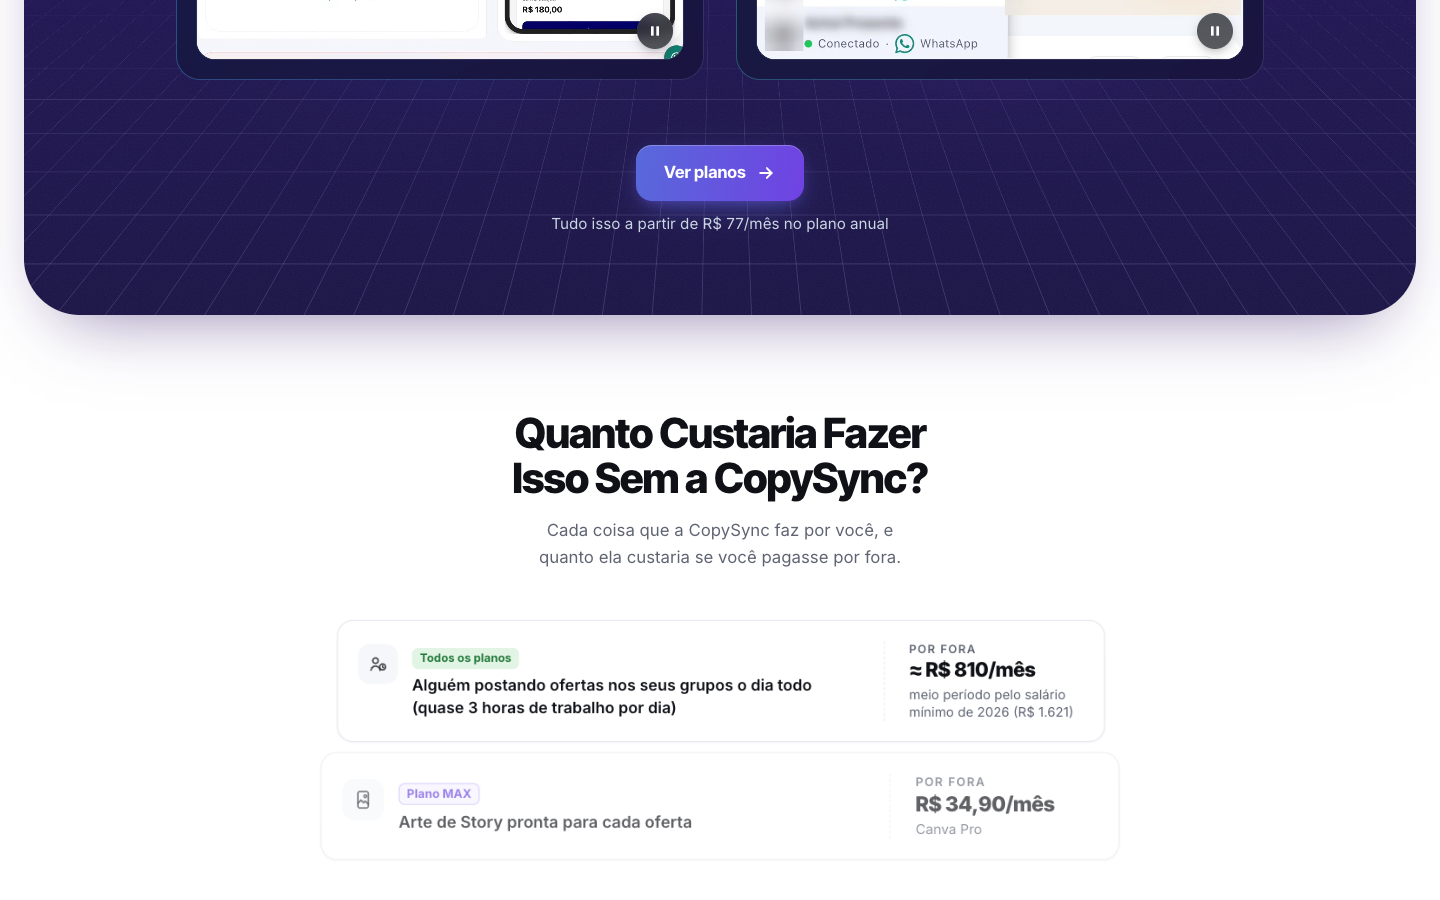 R$ 180,00
Conectado · WhatsApp
Ver planos →
Tudo isso a partir de R$ 77/mês no plano anual
Quanto Custaria Fazer
Isso Sem a CopySync?
Cada coisa que a CopySync faz por você, e
quanto ela custaria se você pagasse por fora.
Todos os planos
Alguém postando ofertas nos seus grupos o dia todo
(quase 3 horas de trabalho por dia)
POR FORA
≈ R$ 810/mês
meio período pelo salário
mínimo de 2026 (R$ 1.621)
Plano MAX
Arte de Story pronta para cada oferta
POR FORA
R$ 34,90/mês
Canva Pro